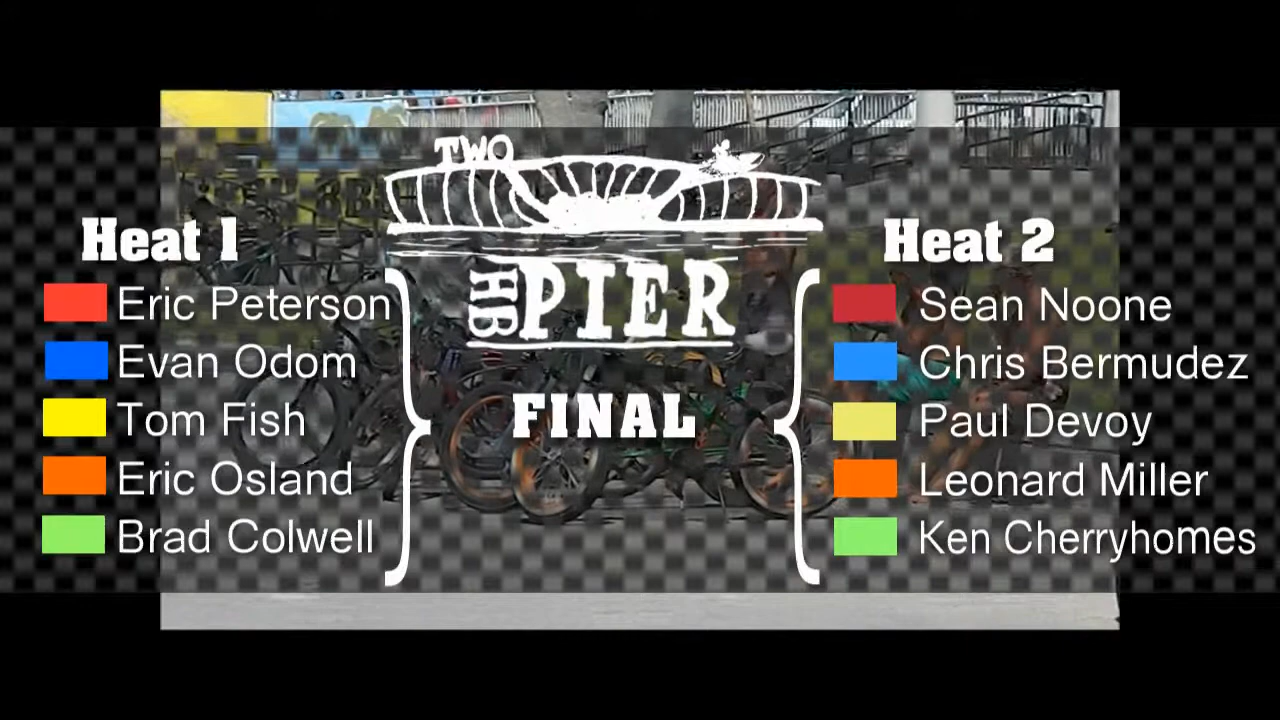 TWO
HB PIER
FINAL
Heat 1
Eric Peterson
Evan Odom
Tom Fish
Eric Osland
Brad Colwell
Heat 2
Sean Noone
Chris Bermudez
Paul Devoy
Leonard Miller
Ken Cherryhomes